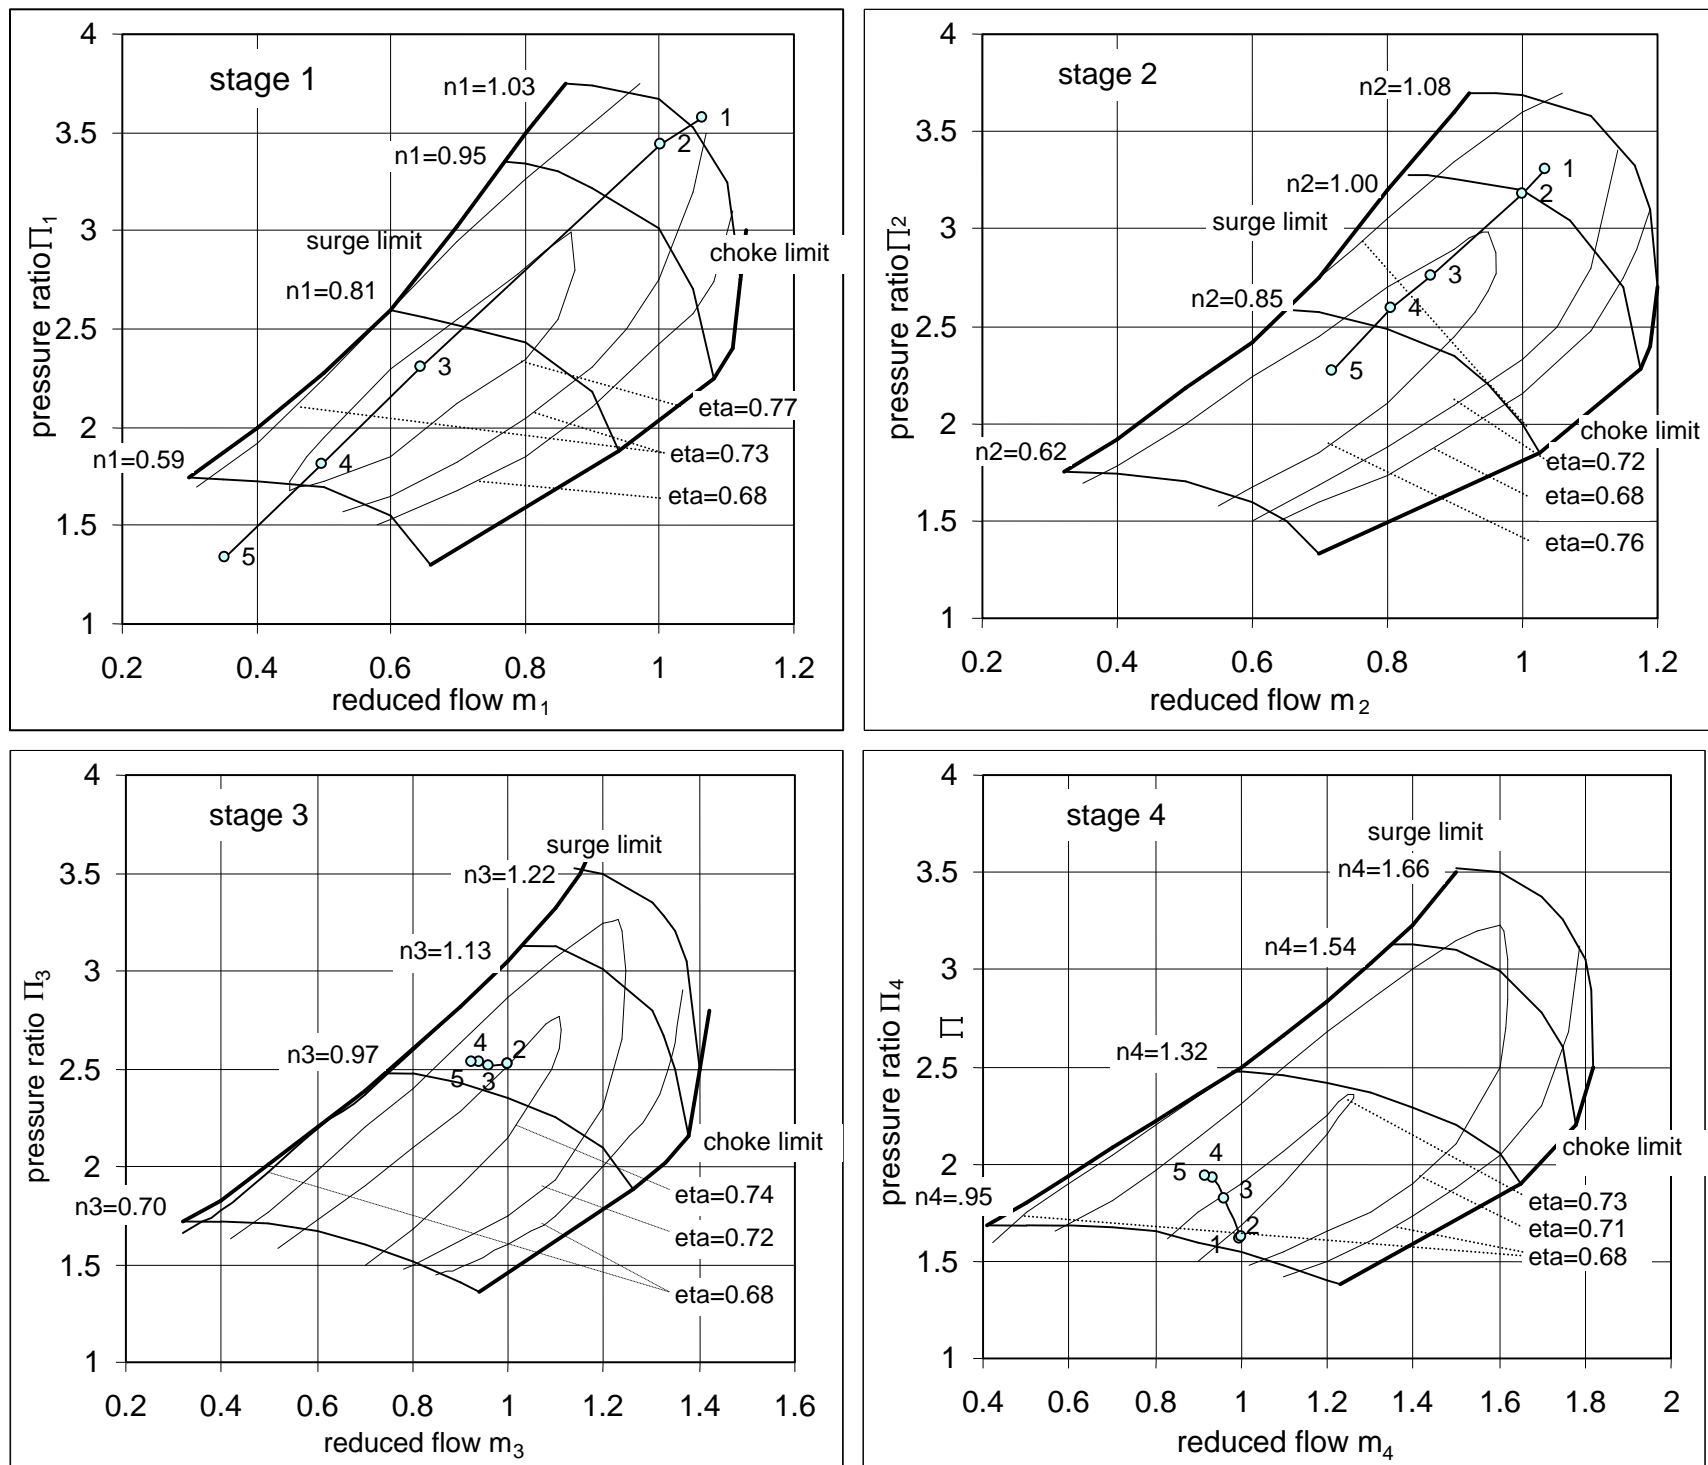 stage 1
4
3.5
3
2.5
2
1.5
1
pressure ratioΠ1
n1=1.03
n1=0.95
n1=0.81
n1=0.59
surge limit
choke limit
1
2
3
4
5
eta=0.77
eta=0.73
eta=0.68
0.2 0.4 0.6 0.8 1 1.2
reduced flow m1
stage 2
4
3.5
3
2.5
2
1.5
1
pressure ratioΠ2
n2=1.08
n2=1.00
n2=0.85
n2=0.62
surge limit
choke limit
1
2
3
4
5
eta=0.72
eta=0.68
eta=0.76
0.2 0.4 0.6 0.8 1 1.2
reduced flow m2
stage 3
4
3.5
3
2.5
2
1.5
1
pressure ratio Π3
surge limit
n3=1.22
n3=1.13
n3=0.97
n3=0.70
4
2
5
3
choke limit
eta=0.74
eta=0.72
eta=0.68
0.2 0.4 0.6 0.8 1 1.2 1.4 1.6
reduced flow m3
stage 4
4
3.5
3
2.5
2
1.5
1
pressure ratio Π4
Π
surge limit
n4=1.66
n4=1.54
n4=1.32
n4=.95
4
5
3
2
1
choke limit
eta=0.73
eta=0.71
eta=0.68
0.4 0.6 0.8 1 1.2 1.4 1.6 1.8 2
reduced flow m4